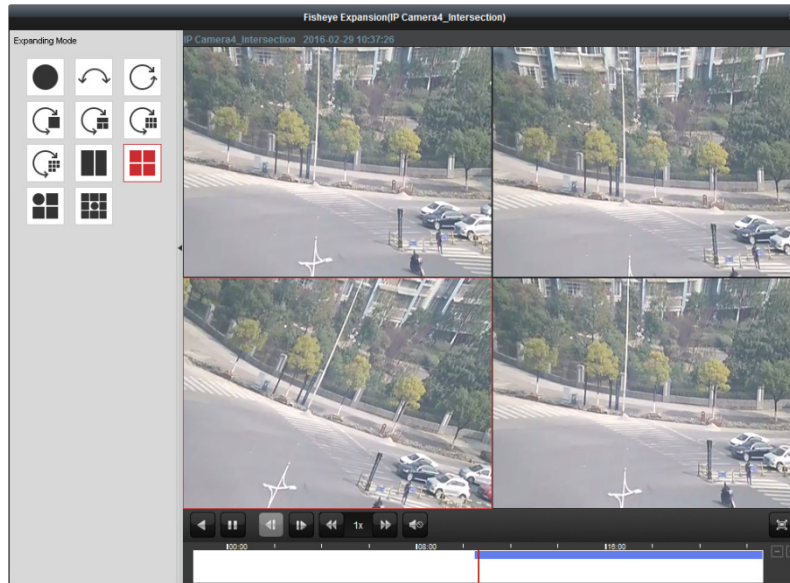 Fisheye Expansion(IP Camera4_Intersection)
Expanding Mode
IP Camera4_Intersection 2016-02-29 10:37:26
1x
00:00
08:00
16:00